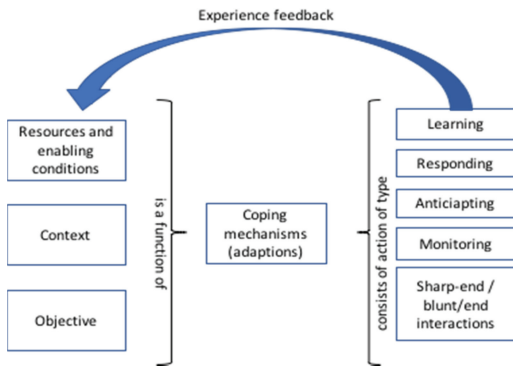 Experience feedback
Resources and
enabling
conditions
Context
Objective
is a function of
Coping
mechanisms
(adaptions)
consists of action of type
Learning
Responding
Anticiapting
Monitoring
Sharp-end /
blunt/end
interactions